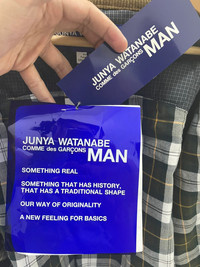 JUNYA WATANABE
COMME des GARÇONS
MAN
JUNYA WATANABE
COMME des GARÇONS
MAN
SOMETHING REAL
SOMETHING THAT HAS HISTORY,
THAT HAS A TRADITIONAL SHAPE
OUR WAY OF ORIGINALITY
A NEW FEELING FOR BASICS